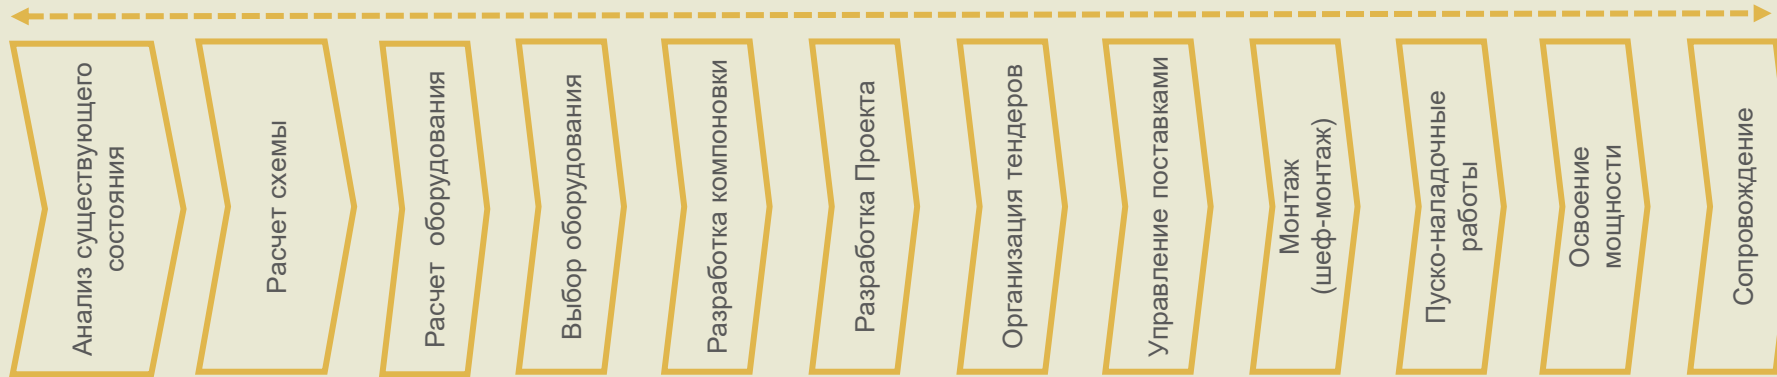 Анализ существующего
состояния
Расчет схемы
Расчет оборудования
Выбор оборудования
Разработка компоновки
Разработка Проекта
Организация тендеров
Управление поставками
Монтаж
(шеф-монтаж)
Пуско-наладочные
работы
Освоение
мощности
Сопровождение